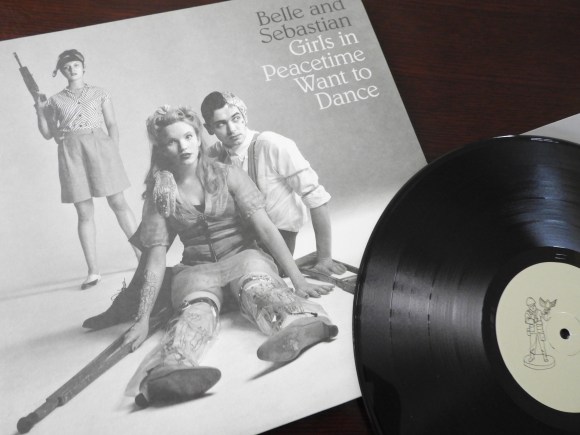 Belle and
Sebastian
Girls in
Peacetime
Want to
Dance